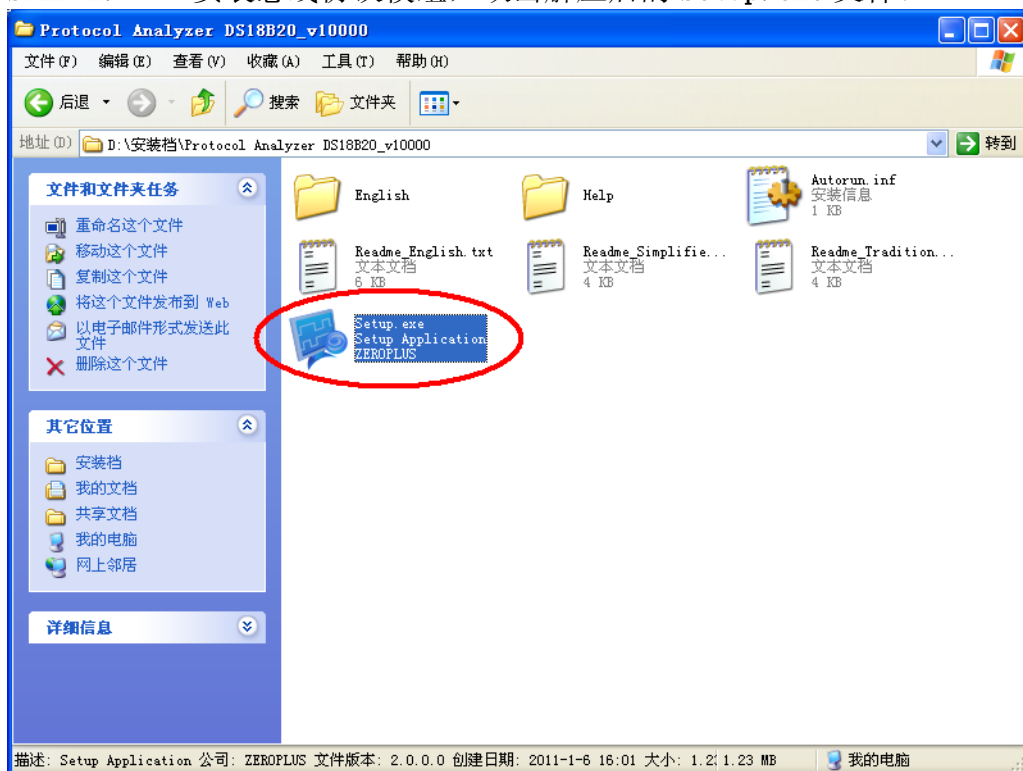 Protocol Analyzer DS18B20_v10000
文件(F) 编辑(E) 查看(V) 收藏(A) 工具(T) 帮助(H)
后退 搜索 文件夹
地址(D) D:\安装档\Protocol Analyzer DS18B20_v10000 转到
文件和文件夹任务
重命名这个文件
移动这个文件
复制这个文件
将这个文件发布到 Web
以电子邮件形式发送此
文件
删除这个文件
其它位置
安装档
我的文档
共享文档
我的电脑
网上邻居
详细信息
English
Help
Autorun.inf
安装信息
1 KB
Readme_English.txt
文本文档
6 KB
Readme_Simplifie...
文本文档
4 KB
Readme_Tradition...
文本文档
4 KB
Setup.exe
Setup Application
ZEROPLUS
描述: Setup Application 公司: ZEROPLUS 文件版本: 2.0.0.0 创建日期: 2011-1-6 16:01 大小: 1.2 1.23 MB 我的电脑